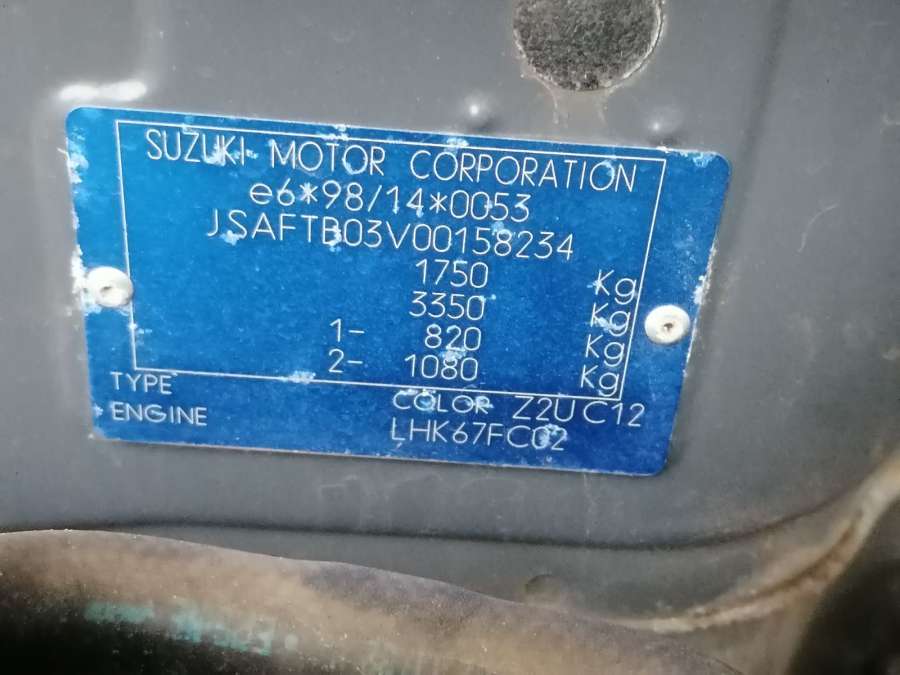 SUZUKI MOTOR CORPORATION
e6*98/14*0053
JSAFTB03V00158234
1750 Kg
3350 Kg
1- 820 Kg
2- 1080 Kg
TYPE COLOR Z2U C12
ENGINE LHK67FC02